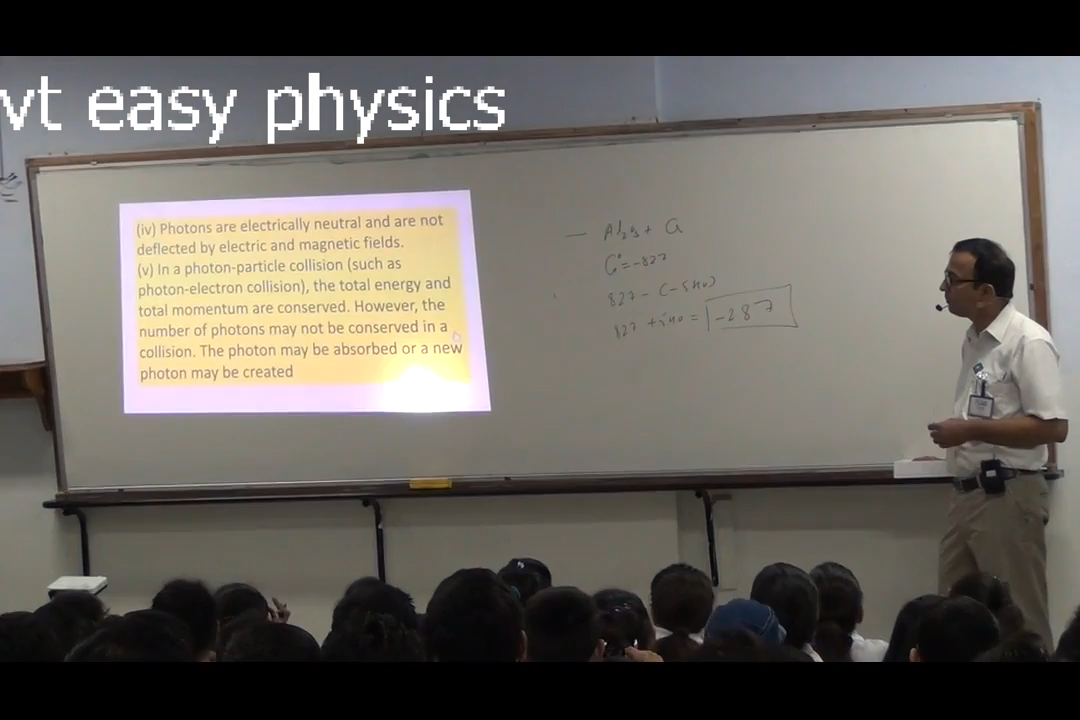 vt easy physics
(iv) Photons are electrically neutral and are not
deflected by electric and magnetic fields.
(v) In a photon-particle collision (such as
photon-electron collision), the total energy and
total momentum are conserved. However, the
number of photons may not be conserved in a
collision. The photon may be absorbed or a new
photon may be created
= -827
827 - (-540)
827 + 540 = -287